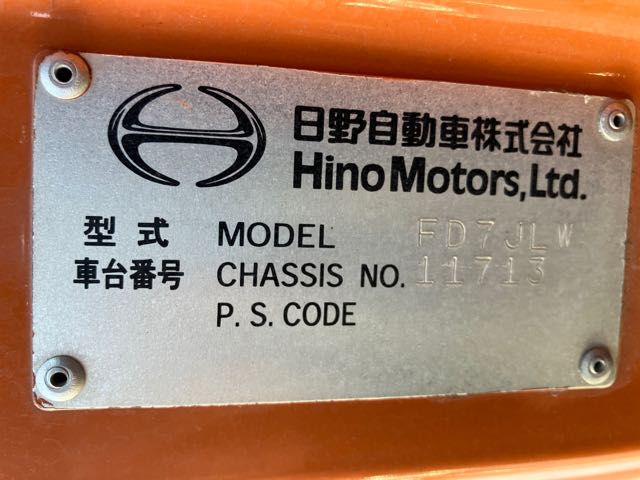 日野自動車株式会社
Hino Motors, Ltd.
型式 MODEL FD7JLW
車台番号 CHASSIS NO. 11713
P. S. CODE